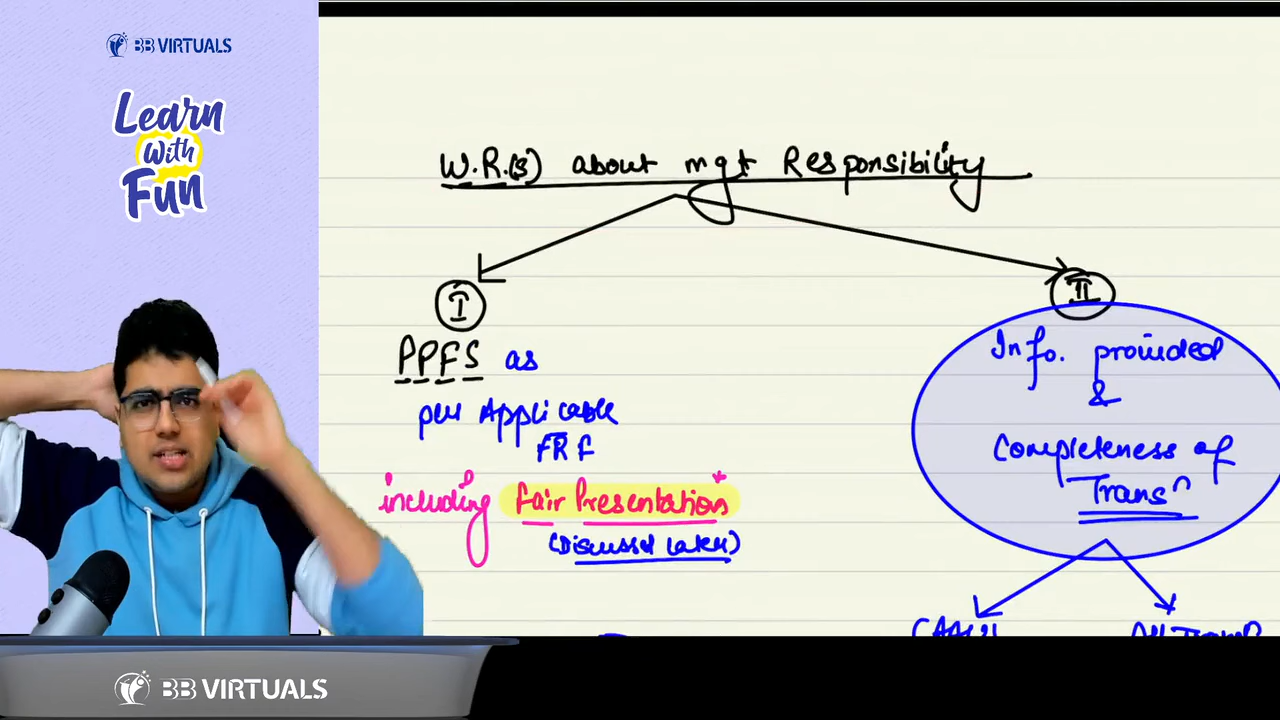 BB VIRTUALS
Learn
With
Fun
W.R.(s) about mgt Responsibility
I
II
PPFS as
per Applicable
FRF
including Fair Presentation*
(Discussed Later)
Info. provided
&
Completeness of
Transⁿ
BB VIRTUALS